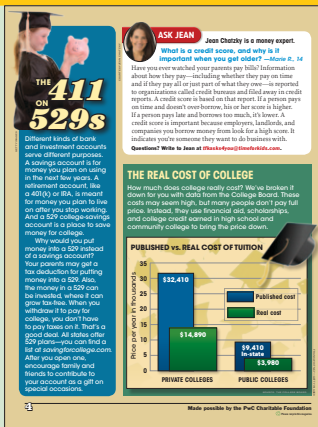 THE
411
ON
529s
Different kinds of bank
and investment accounts
serve different purposes.
A savings account is for
money you plan on using
in the next few years. A
retirement account, like
a 401(k) or IRA, is meant
for money you plan to live
on after you stop working.
And a 529 college-savings
account is a place to save
money for college.
Why would you put
money into a 529 instead
of a savings account?
Your parents may get a
tax deduction for putting
money into a 529. Also,
the money in a 529 can
be invested, where it can
grow tax-free. When you
withdraw it to pay for
college, you don't have
to pay taxes on it. That's a
good deal. All states offer
529 plans—you can find a
list at savingforcollege.com.
After you open one,
encourage family and
friends to contribute to
your account as a gift on
special occasions.
ASK JEAN
Jean Chatzky is a money expert.
What is a credit score, and why is it
important when you get older? —Marie R., 14
Have you ever watched your parents pay bills? Information
about how they pay—including whether they pay on time
and if they pay all or just part of what they owe—is reported
to organizations called credit bureaus and filed away in credit
reports. A credit score is based on that report. If a person pays
on time and doesn't over-borrow, his or her score is higher.
If a person pays late and borrows too much, it's lower. A
credit score is important because employers, landlords, and
companies you borrow money from look for a high score. It
indicates you're someone they want to do business with.
Questions? Write to Jean at tfkasks4you@timeforkids.com.
THE REAL COST OF COLLEGE
How much does college really cost? We've broken it
down for you with data from the College Board. These
costs may seem high, but many people don't pay full
price. Instead, they use financial aid, scholarships,
and college credit earned in high school and
community college to bring the price down.
PUBLISHED vs. REAL COST OF TUITION
Price per year in thousands
35
30
25
20
15
10
5
0
$32,410
$14,890
$9,410
In-state
$3,980
Published cost
Real cost
PRIVATE COLLEGES
PUBLIC COLLEGES
4
Made possible by the PwC Charitable Foundation